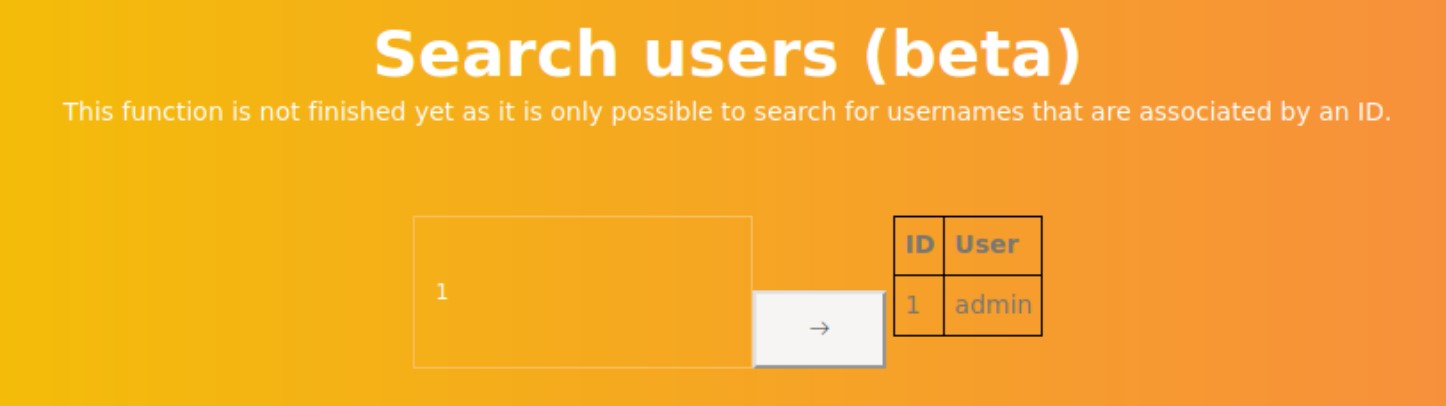 Search users (beta)
This function is not finished yet as it is only possible to search for usernames that are associated by an ID.
1
→
ID User
1 admin